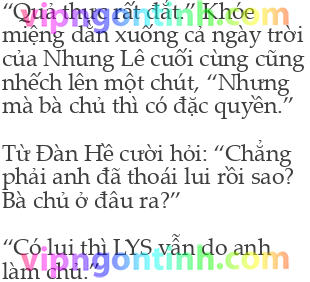 “Quả thực rất đắt.” Khóe
miệng dẫn xuống cả ngày trời
của Nhung Lê cuối cùng cũng
nhếch lên một chút, “Nhưng
mà bà chủ thì có đặc quyền.”

Từ Đàn Hề cười hỏi: “Chẳng
phải anh đã thoái lui rồi sao?
Bà chủ ở đâu ra?”

“Có lui thì LYS vẫn do anh
làm chủ.”
vipngontinh.com
vipngontinh.com